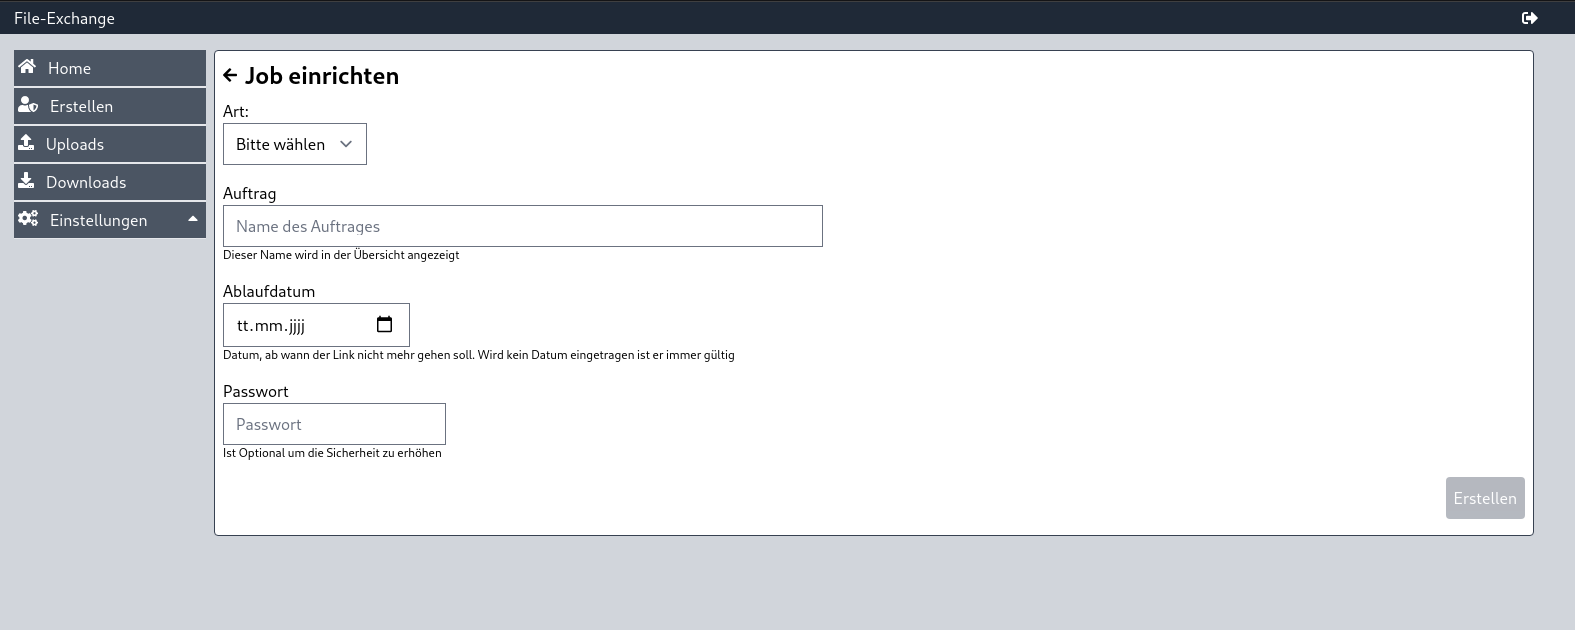 File-Exchange
Home
Erstellen
Uploads
Downloads
Einstellungen
Job einrichten
Art:
Bitte wählen
Auftrag
Name des Auftrages
Dieser Name wird in der Übersicht angezeigt
Ablaufdatum
tt.mm.jjjj
Datum, ab wann der Link nicht mehr gehen soll. Wird kein Datum eingetragen ist er immer gültig
Passwort
Passwort
Ist Optional um die Sicherheit zu erhöhen
Erstellen